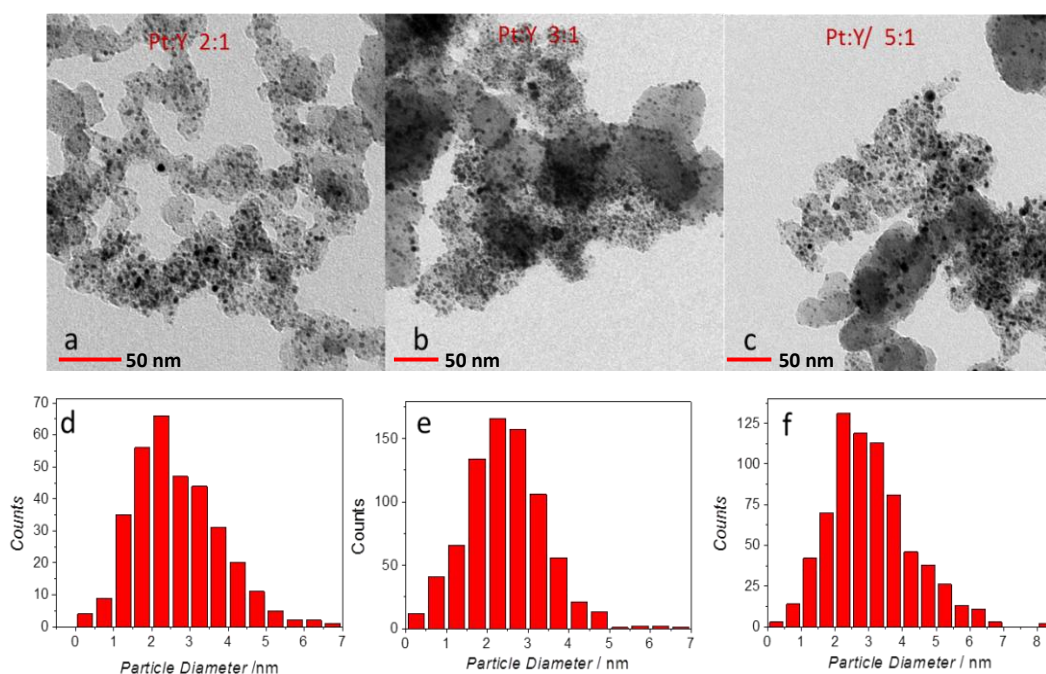 Pt:Y 2:1
Pt:Y 3:1
Pt:Y/ 5:1
a
50 nm
b
50 nm
c
50 nm
d
70
60
50
40
30
20
10
0
Counts
0 1 2 3 4 5 6 7
Particle Diameter /nm
e
150
100
50
0
Counts
0 1 2 3 4 5 6 7
Particle Diameter / nm
f
125
100
75
50
25
0
Counts
0 1 2 3 4 5 6 7 8
Particle Diameter / nm